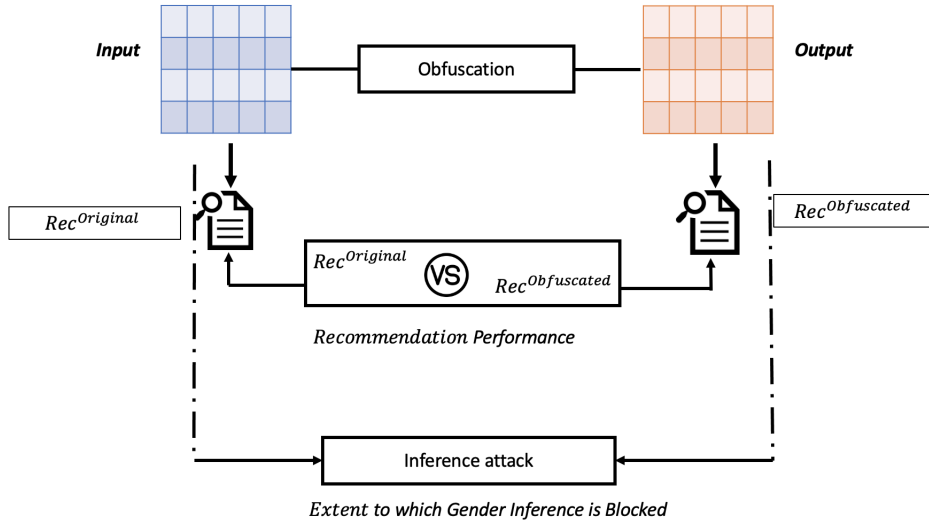 Input
Obfuscation
Output
Rec^Original
Rec^Obfuscated
Rec^Original
VS
Rec^Obfuscated
Recommendation Performance
Inference attack
Extent to which Gender Inference is Blocked